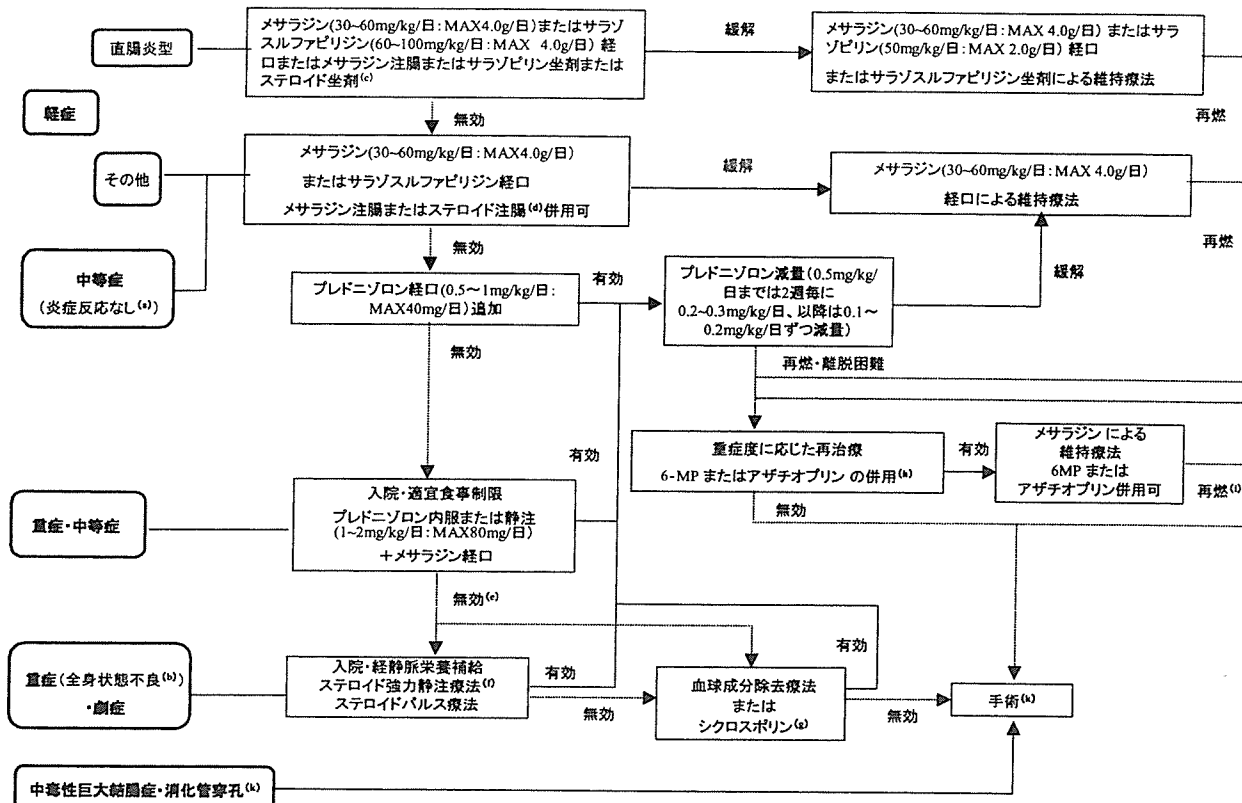 直腸炎型
メサラジン(30~60mg/kg/日:MAX4.0g/日)またはサラゾ
スルファピリジン(60~100mg/kg/日:MAX 4.0g/日) 経
口またはメサラジン注腸またはサラゾピリン坐剤または
ステロイド坐剤(c)
緩解
メサラジン(30~60mg/kg/日:MAX 4.0g/日) またはサラ
ゾピリン(50mg/kg/日:MAX 2.0g/日) 経口
またはサラゾスルファピリジン坐剤による維持療法
再燃
軽症
無効
その他
メサラジン(30~60mg/kg/日:MAX4.0g/日)
またはサラゾスルファピリジン経口
メサラジン注腸またはステロイド注腸(d)併用可
緩解
メサラジン(30~60mg/kg/日:MAX 4.0g/日)
経口による維持療法
再燃
無効
中等症
(炎症反応なし(a))
プレドニゾロン経口(0.5~1mg/kg/日:
MAX40mg/日)追加
有効
プレドニゾロン減量(0.5mg/kg/
日までは2週毎に
0.2~0.3mg/kg/日、以降は0.1~
0.2mg/kg/日ずつ減量)
緩解
無効
再燃・離脱困難
重症度に応じた再治療
6-MP またはアザチオプリン の併用(h)
有効
メサラジン による
維持療法
6MP または
アザチオプリン併用可
再燃(i)
無効
重症・中等症
入院・適宜食事制限
プレドニゾロン内服または静注
(1~2mg/kg/日:MAX80mg/日)
+メサラジン経口
有効
無効(e)
重症(全身状態不良(b))
・劇症
入院・経静脈栄養補給
ステロイド強力静注療法(f)
ステロイドパルス療法
有効
無効
血球成分除去療法
または
シクロスポリン(g)
有効
無効
手術(k)
中毒性巨大結腸症・消化管穿孔(k)